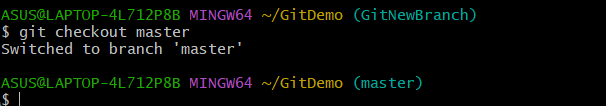 ASUS@LAPTOP-4L712P8B MINGW64 ~/GitDemo (GitNewBranch)
$ git checkout master
Switched to branch 'master'
ASUS@LAPTOP-4L712P8B MINGW64 ~/GitDemo (master)
$